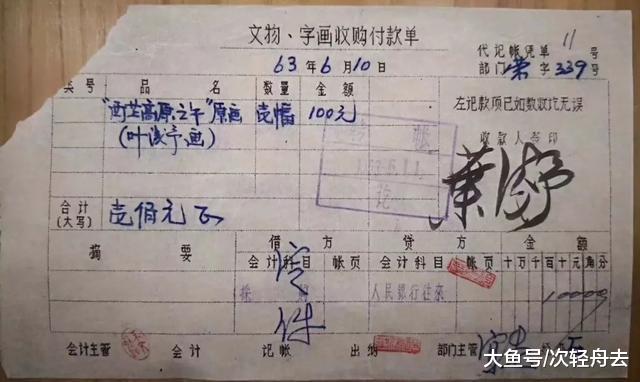 文物、字画收购付款单
代记帐凭单 11 号
63年6月10日
部门 荣 字 339 号
类号 品名 数量 金额
"西芒高原之午"原画 壹幅 100元
(叶浅予画)
左记款项已如数收讫无误
收款人签印
叶浅予
讫
合计(大写) 壹佰元正
摘要 借方 贷方 金额
会计科目 帐页 会计科目 帐页 十万千百十元角分
人民银行往来 10000
会计主管 会计 记帐 出纳 部门主管
大鱼号/次轻舟去